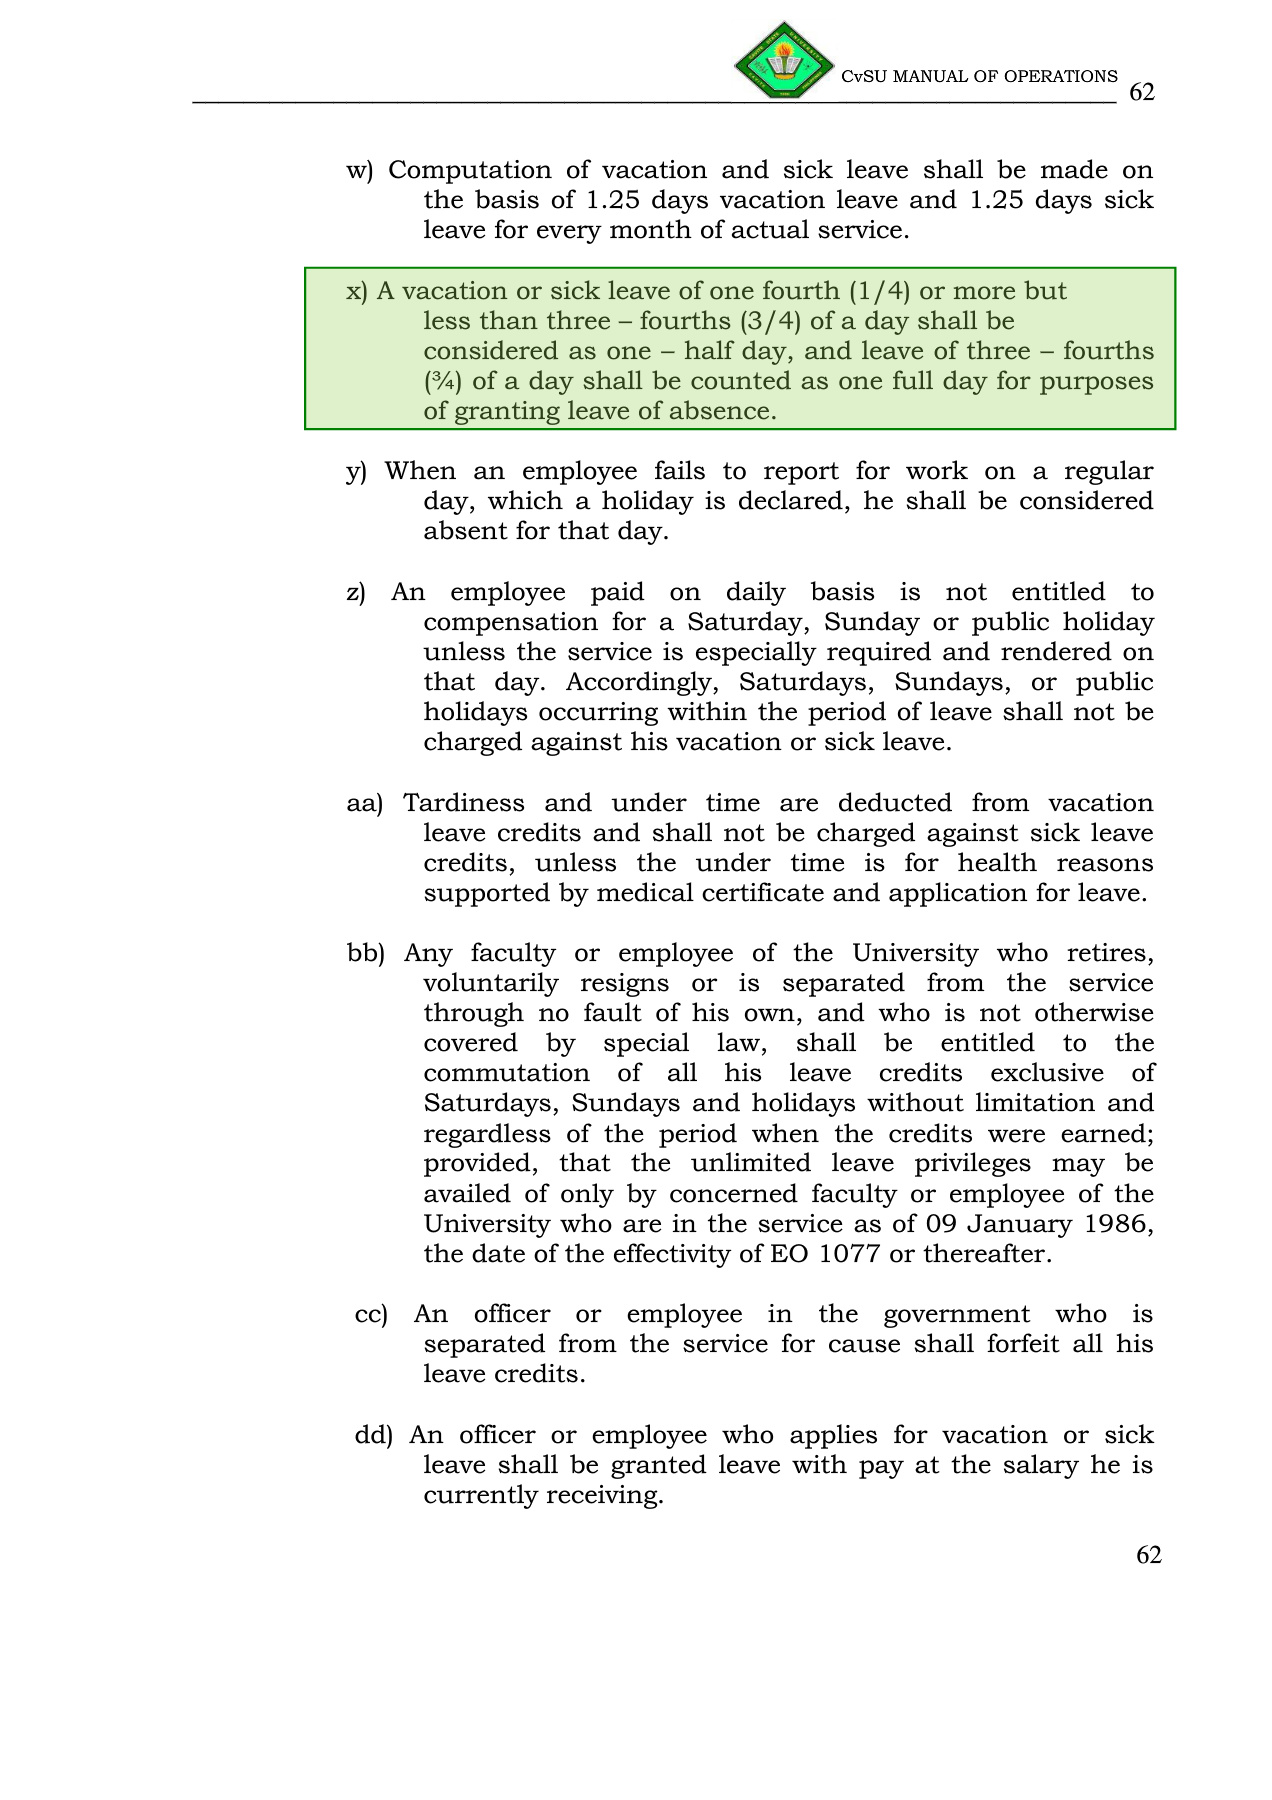 CvSU MANUAL OF OPERATIONS
62
w) Computation of vacation and sick leave shall be made on
the basis of 1.25 days vacation leave and 1.25 days sick
leave for every month of actual service.
x) A vacation or sick leave of one fourth (1/4) or more but
less than three – fourths (3/4) of a day shall be
considered as one – half day, and leave of three – fourths
(¾) of a day shall be counted as one full day for purposes
of granting leave of absence.
y) When an employee fails to report for work on a regular
day, which a holiday is declared, he shall be considered
absent for that day.
z) An employee paid on daily basis is not entitled to
compensation for a Saturday, Sunday or public holiday
unless the service is especially required and rendered on
that day. Accordingly, Saturdays, Sundays, or public
holidays occurring within the period of leave shall not be
charged against his vacation or sick leave.
aa) Tardiness and under time are deducted from vacation
leave credits and shall not be charged against sick leave
credits, unless the under time is for health reasons
supported by medical certificate and application for leave.
bb) Any faculty or employee of the University who retires,
voluntarily resigns or is separated from the service
through no fault of his own, and who is not otherwise
covered by special law, shall be entitled to the
commutation of all his leave credits exclusive of
Saturdays, Sundays and holidays without limitation and
regardless of the period when the credits were earned;
provided, that the unlimited leave privileges may be
availed of only by concerned faculty or employee of the
University who are in the service as of 09 January 1986,
the date of the effectivity of EO 1077 or thereafter.
cc) An officer or employee in the government who is
separated from the service for cause shall forfeit all his
leave credits.
dd) An officer or employee who applies for vacation or sick
leave shall be granted leave with pay at the salary he is
currently receiving.
62